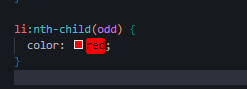 }
li:nth-child(odd) {
color: red;
}